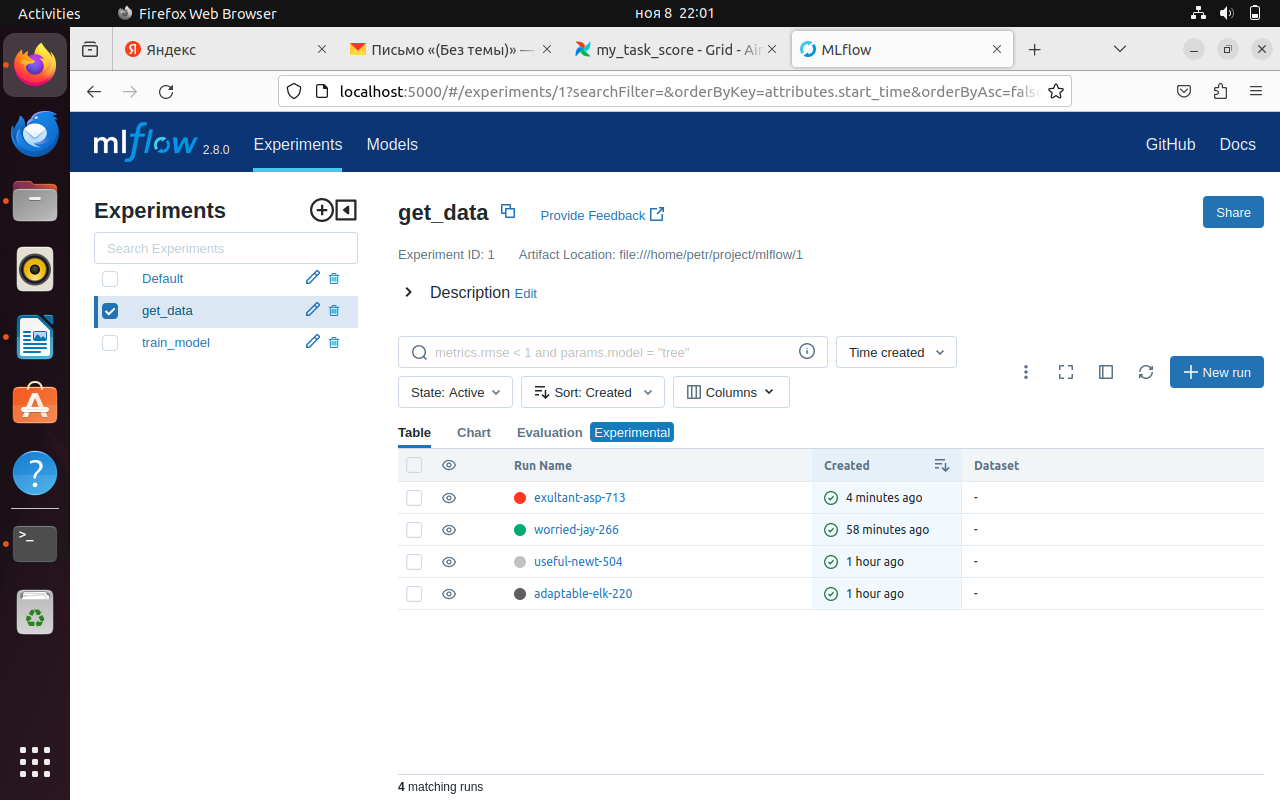 Activities Firefox Web Browser ноя 8 22:01
Яндекс Письмо «(Без темы)» — my_task_score - Grid - Air MLflow
localhost:5000/#/experiments/1?searchFilter=&orderByKey=attributes.start_time&orderByAsc=false
mlflow 2.8.0 Experiments Models GitHub Docs
Experiments
Search Experiments
Default
get_data
train_model
get_data Provide Feedback Share
Experiment ID: 1 Artifact Location: file:///home/petr/project/mlflow/1
Description Edit
metrics.rmse < 1 and params.model = "tree" Time created
State: Active Sort: Created Columns New run
Table Chart Evaluation Experimental
Run Name Created Dataset
exultant-asp-713 4 minutes ago -
worried-jay-266 58 minutes ago -
useful-newt-504 1 hour ago -
adaptable-elk-220 1 hour ago -
4 matching runs